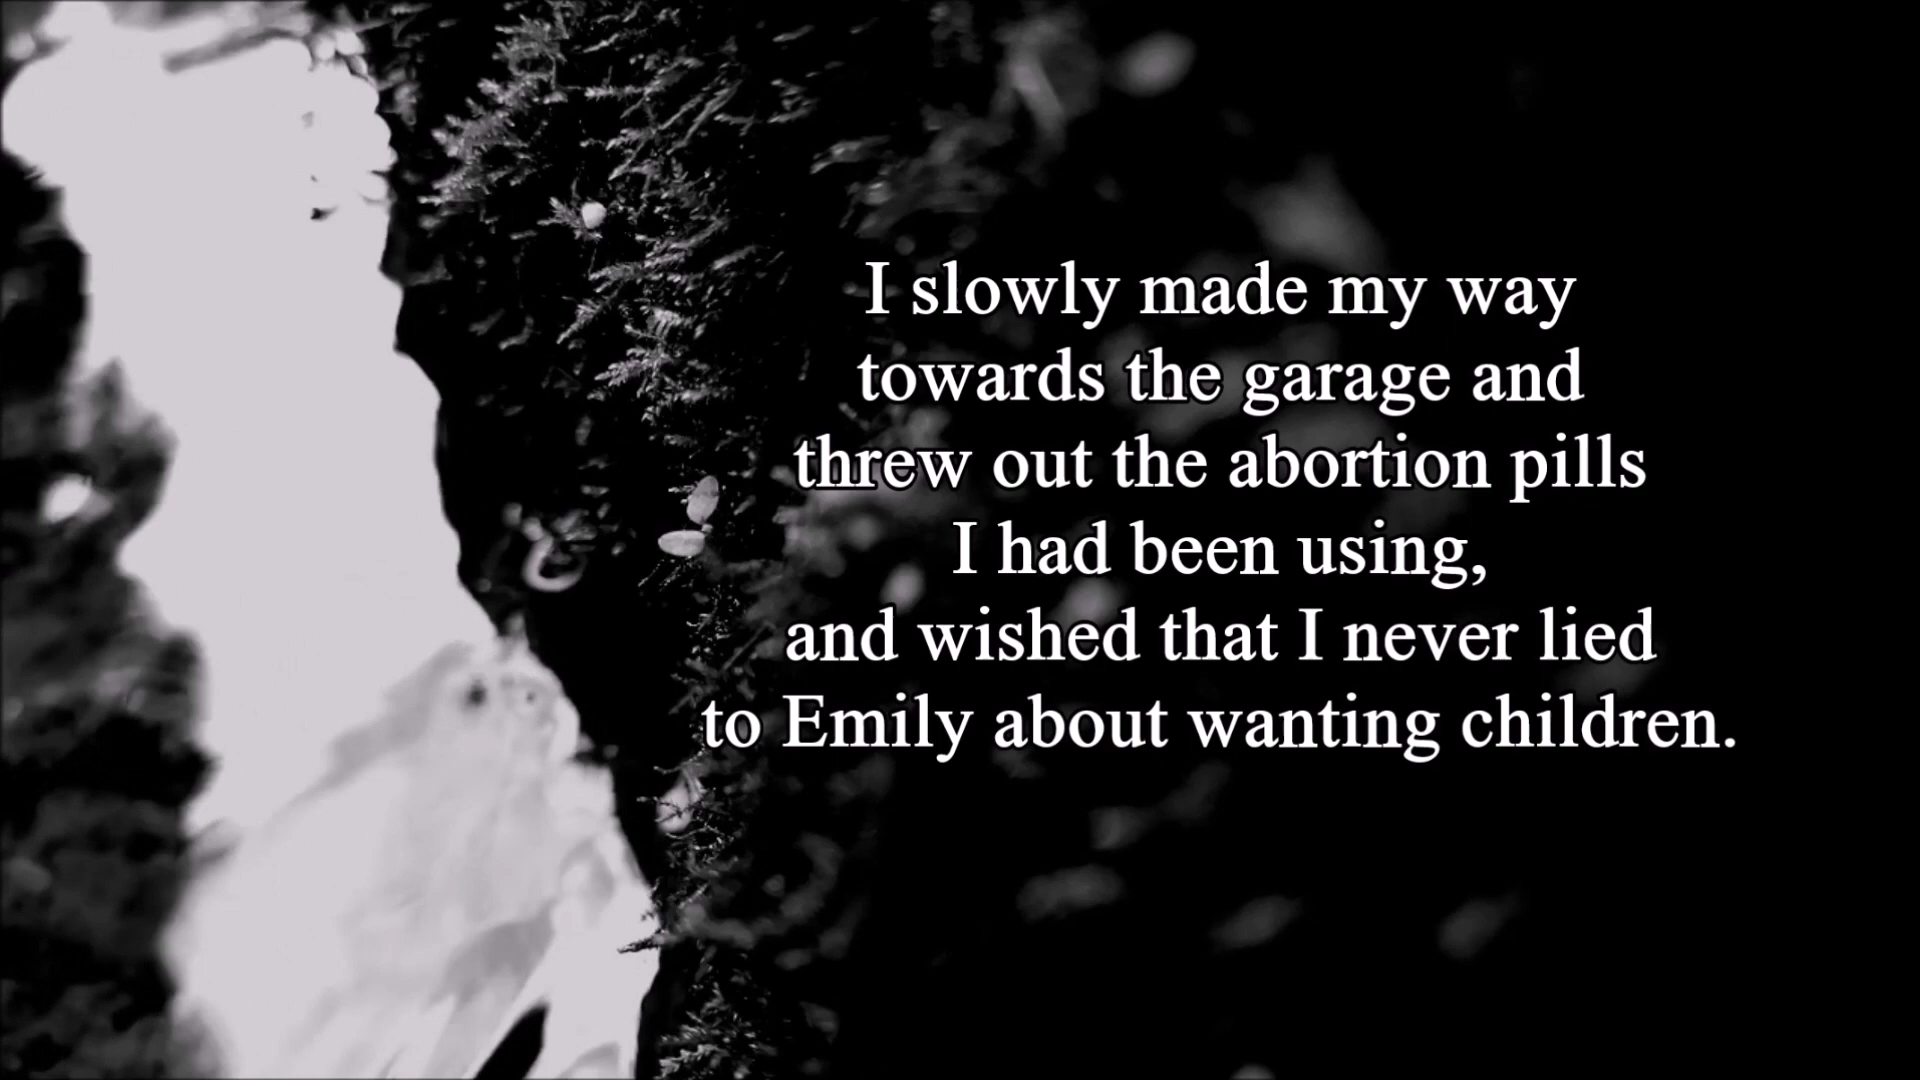 I slowly made my way
towards the garage and
threw out the abortion pills
I had been using,
and wished that I never lied
to Emily about wanting children.